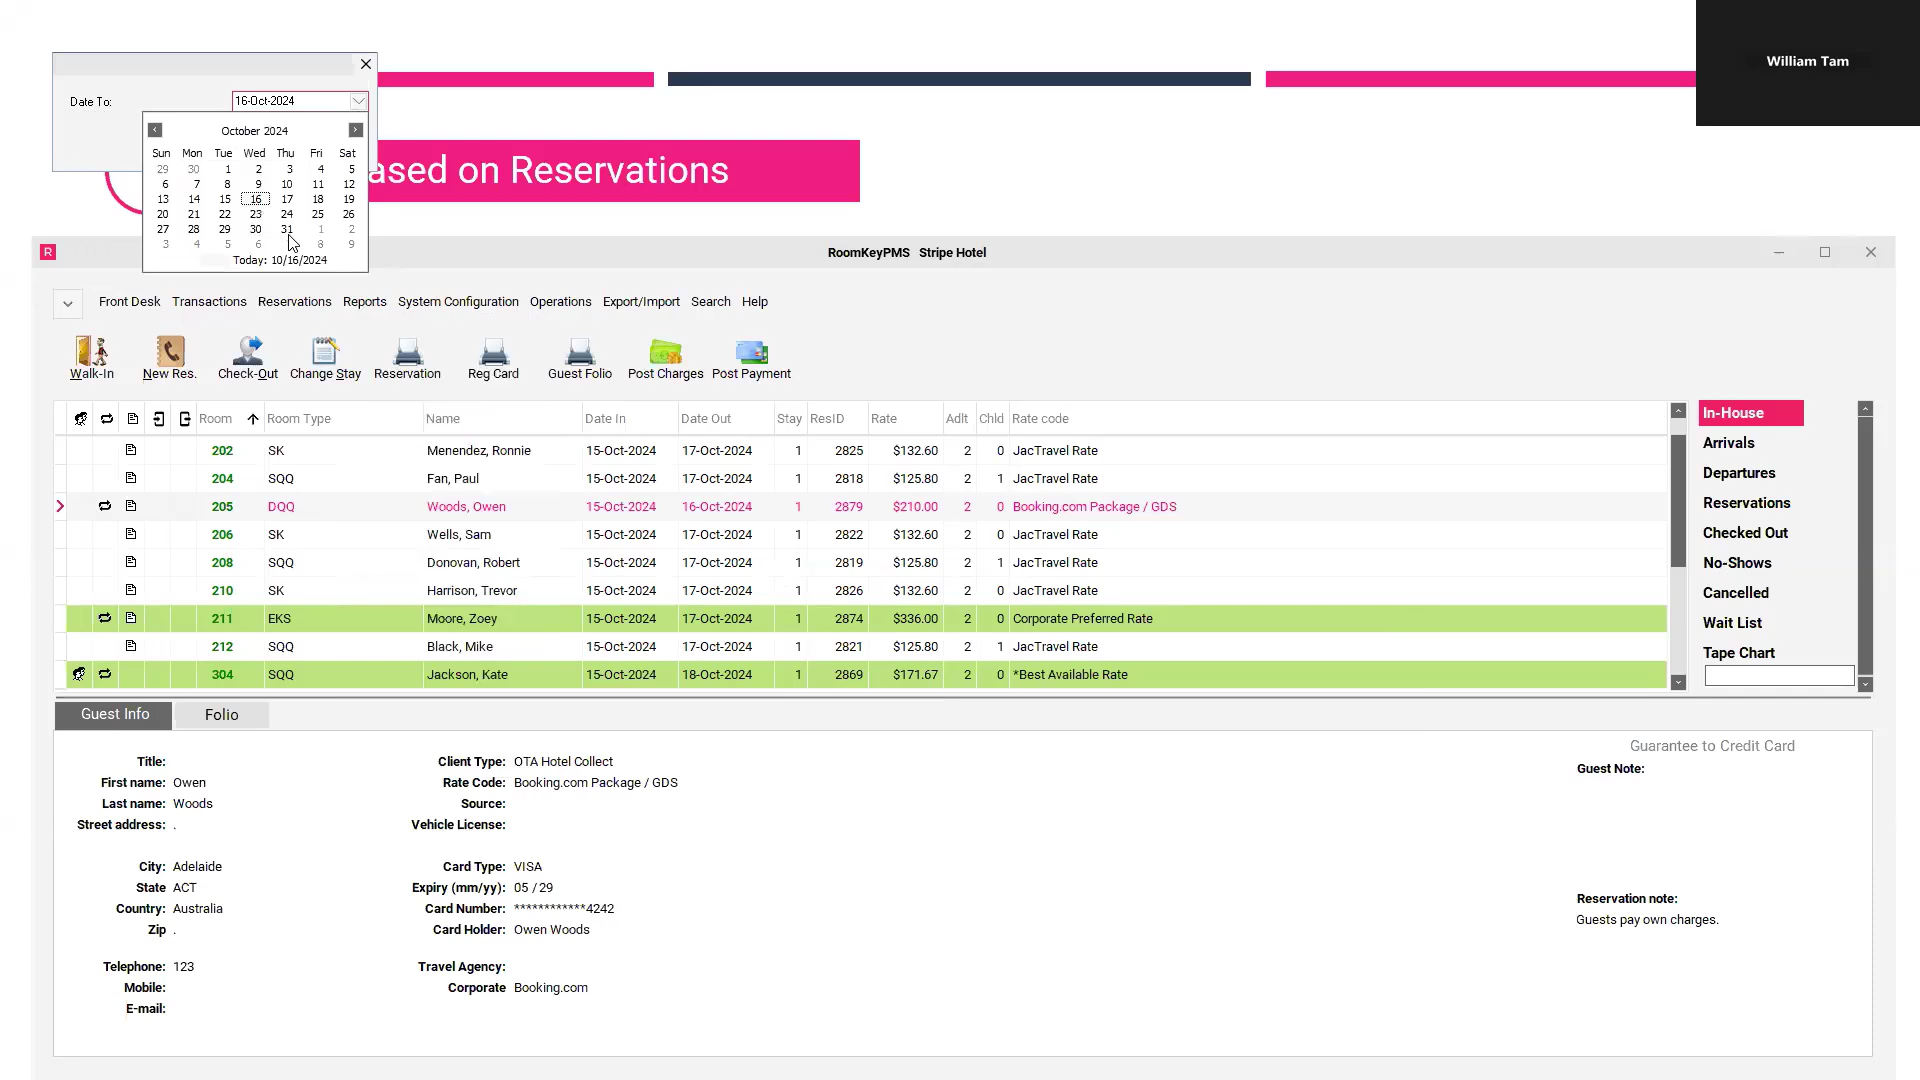 William Tam
Date To: 16-Oct-2024
October 2024
Sun Mon Tue Wed Thu Fri Sat
29 30 1 2 3 4 5
6 7 8 9 10 11 12
13 14 15 16 17 18 19
20 21 22 23 24 25 26
27 28 29 30 31 1 2
3 4 5 6 8 9
Today: 10/16/2024
ased on Reservations
R RoomKeyPMS Stripe Hotel
Front Desk Transactions Reservations Reports System Configuration Operations Export/Import Search Help
Walk-In New Res. Check-Out Change Stay Reservation Reg Card Guest Folio Post Charges Post Payment
Room Room Type Name Date In Date Out Stay ResID Rate Adlt Chld Rate code
202 SK Menendez, Ronnie 15-Oct-2024 17-Oct-2024 1 2825 $132.60 2 0 JacTravel Rate
204 SQQ Fan, Paul 15-Oct-2024 17-Oct-2024 1 2818 $125.80 2 1 JacTravel Rate
205 DQQ Woods, Owen 15-Oct-2024 16-Oct-2024 1 2879 $210.00 2 0 Booking.com Package / GDS
206 SK Wells, Sam 15-Oct-2024 17-Oct-2024 1 2822 $132.60 2 0 JacTravel Rate
208 SQQ Donovan, Robert 15-Oct-2024 17-Oct-2024 1 2819 $125.80 2 1 JacTravel Rate
210 SK Harrison, Trevor 15-Oct-2024 17-Oct-2024 1 2826 $132.60 2 0 JacTravel Rate
211 EKS Moore, Zoey 15-Oct-2024 17-Oct-2024 1 2874 $336.00 2 0 Corporate Preferred Rate
212 SQQ Black, Mike 15-Oct-2024 17-Oct-2024 1 2821 $125.80 2 1 JacTravel Rate
304 SQQ Jackson, Kate 15-Oct-2024 18-Oct-2024 1 2869 $171.67 2 0 *Best Available Rate
In-House
Arrivals
Departures
Reservations
Checked Out
No-Shows
Cancelled
Wait List
Tape Chart
Guest Info Folio
Title:
First name: Owen
Last name: Woods
Street address: .
City: Adelaide
State ACT
Country: Australia
Zip .
Telephone: 123
Mobile:
E-mail:
Client Type: OTA Hotel Collect
Rate Code: Booking.com Package / GDS
Source:
Vehicle License:
Card Type: VISA
Expiry (mm/yy): 05 / 29
Card Number: ************4242
Card Holder: Owen Woods
Travel Agency:
Corporate Booking.com
Guarantee to Credit Card
Guest Note:
Reservation note:
Guests pay own charges.